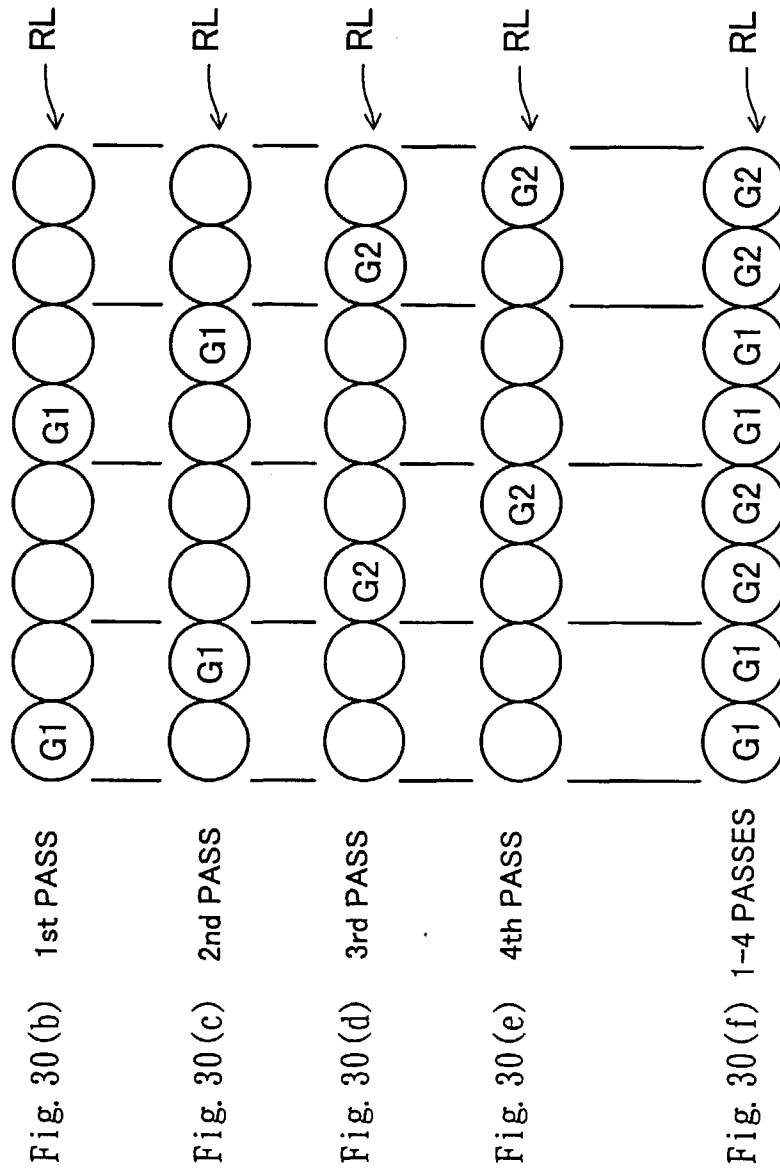 Fig. 30(b) 1st PASS G1 G1 RL
Fig. 30(c) 2nd PASS G1 G1 RL
Fig. 30(d) 3rd PASS G2 G2 RL
Fig. 30(e) 4th PASS G2 G2 RL
Fig. 30(f) 1-4 PASSES G1 G1 G2 G2 G1 G1 G2 G2 RL